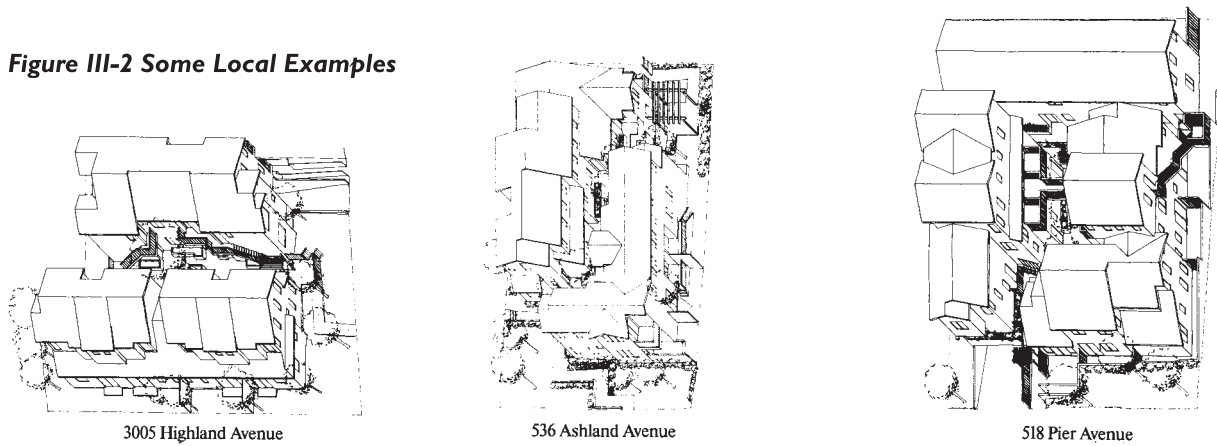 Figure III-2 Some Local Examples
3005 Highland Avenue
536 Ashland Avenue
518 Pier Avenue